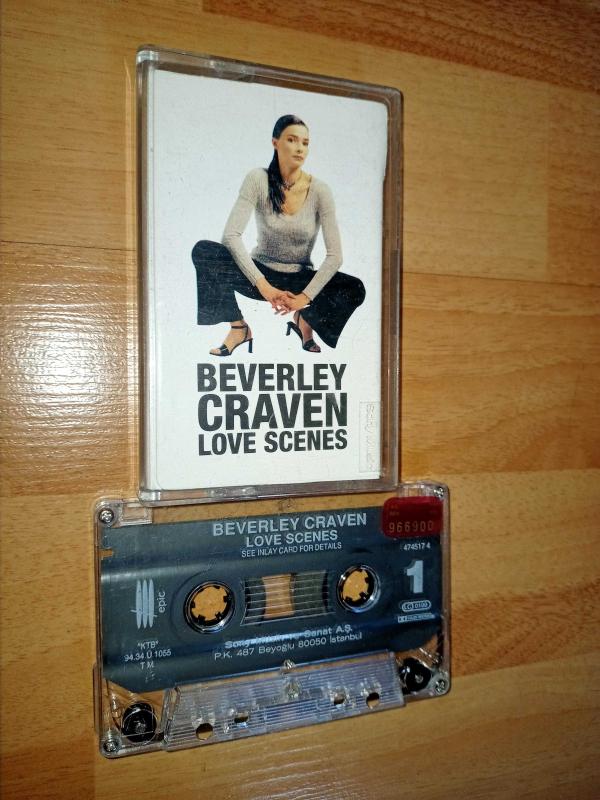 BEVERLEY
CRAVEN
LOVE SCENES
BEVERLEY CRAVEN
LOVE SCENES
SEE INLAY CARD FOR DETAILS
966900
474517 4
1
epic
"KTB"
94.34.Ü.1055
T.M.
Sanat A.Ş.
P.K. 487 Beyoğlu 80050 İstanbul